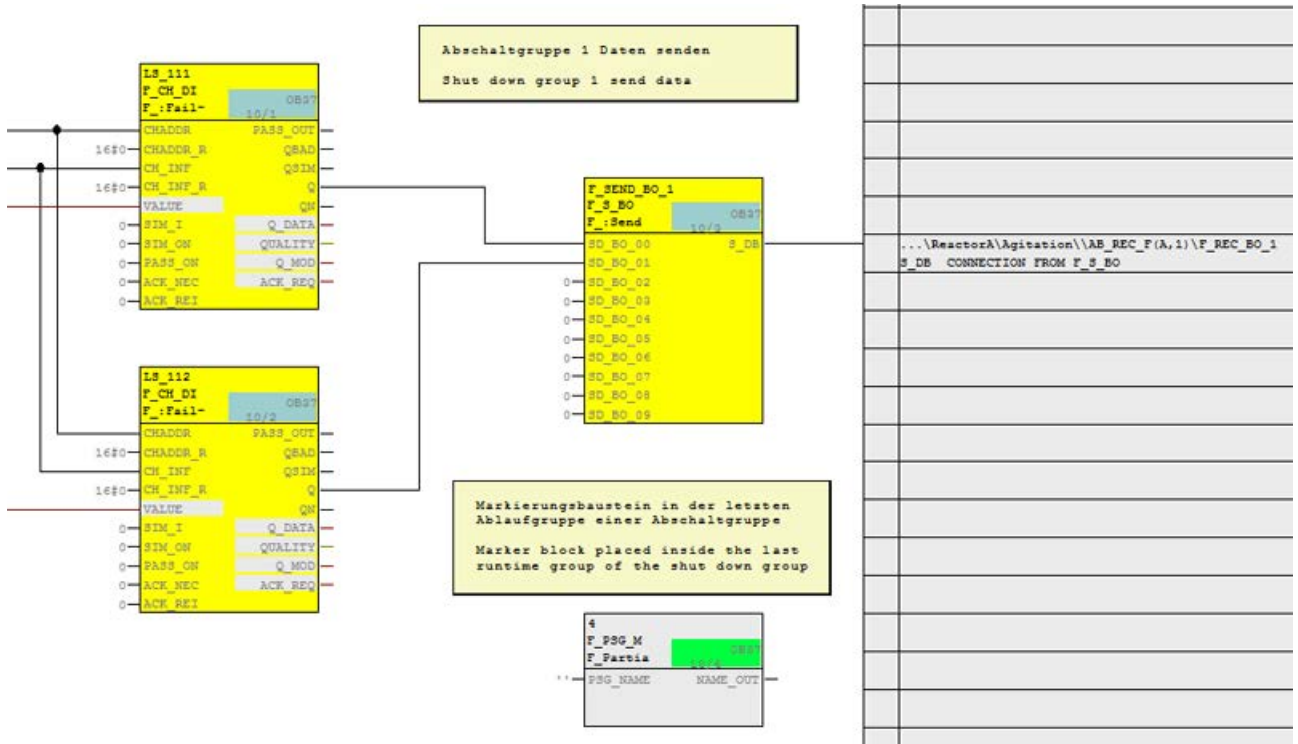 Abschaltgruppe 1 Daten senden
Shut down group 1 send data
LS_111
F_CH_DI
F_:Fail-
OB37
10/1
CHADDR PASS_OUT
16#0 CHADDR_R QBAD
CH_INF QSIM
16#0 CH_INF_R Q
VALUE QN
0 SIM_I Q_DATA
0 SIM_ON QUALITY
0 PASS_ON Q_MOD
0 ACK_NEC ACK_REQ
0 ACK_REI
F_SEND_BO_1
F_S_BO
F_:Send
OB37
10/3
SD_BO_00 S_DB
SD_BO_01
0 SD_BO_02
0 SD_BO_03
0 SD_BO_04
0 SD_BO_05
0 SD_BO_06
0 SD_BO_07
0 SD_BO_08
0 SD_BO_09
...\ReactorA\Agitation\\AB_REC_F(A,1)\F_REC_BO_1
S_DB CONNECTION FROM F_S_BO
LS_112
F_CH_DI
F_:Fail-
OB37
10/2
CHADDR PASS_OUT
16#0 CHADDR_R QBAD
CH_INF QSIM
16#0 CH_INF_R Q
VALUE QN
0 SIM_I Q_DATA
0 SIM_ON QUALITY
0 PASS_ON Q_MOD
0 ACK_NEC ACK_REQ
0 ACK_REI
Markierungsbaustein in der letzten
Ablaufgruppe einer Abschaltgruppe
Marker block placed inside the last
runtime group of the shut down group
4
F_PSG_M
F_Partia
OB37
10/4
'' PSG_NAME NAME_OUT